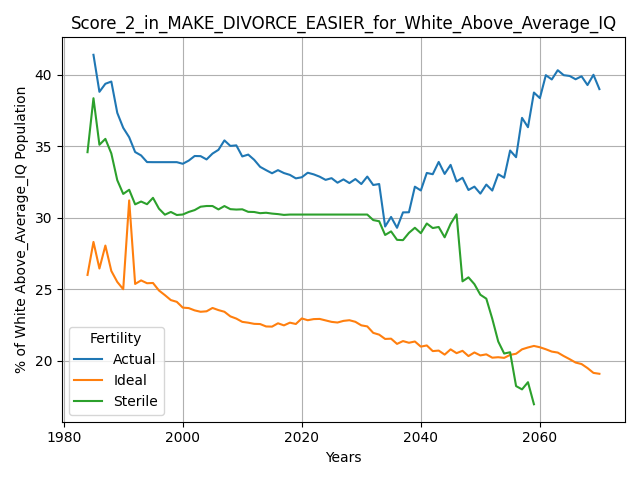 Score_2_in_MAKE_DIVORCE_EASIER_for_White_Above_Average_IQ
% of White Above_Average_IQ Population
40
35
30
25
20
Fertility
Actual
Ideal
Sterile
1980
2000
2020
2040
2060
Years